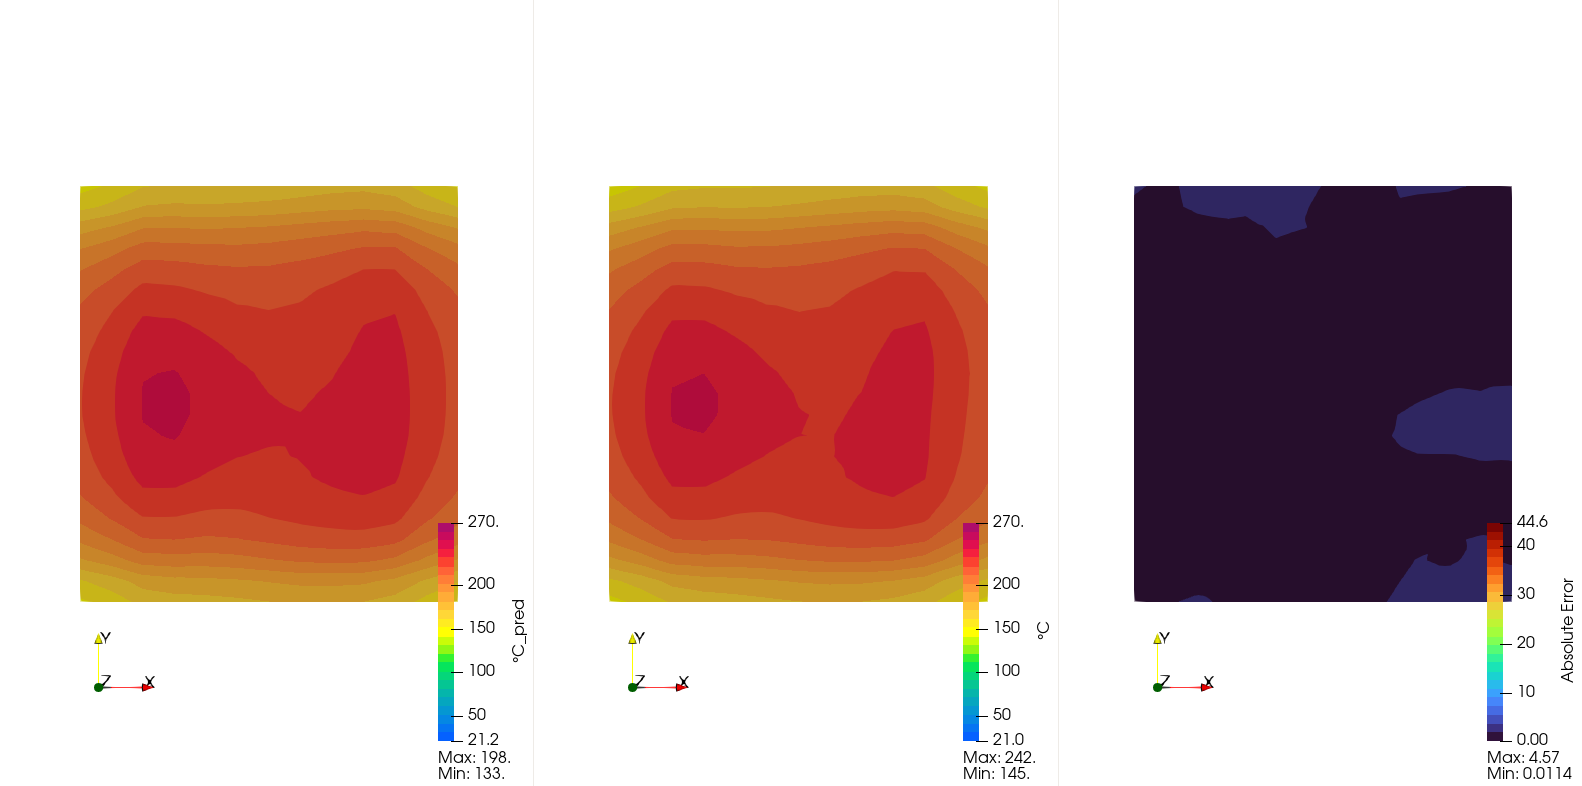 270.
200
150
100
50
21.2
°C_pred
Max: 198.
Min: 133.
Y
Z
X
270.
200
150
100
50
21.0
°C
Max: 242.
Min: 145.
Y
Z
X
44.6
40
30
20
10
0.00
Absolute Error
Max: 4.57
Min: 0.0114
Y
Z
X